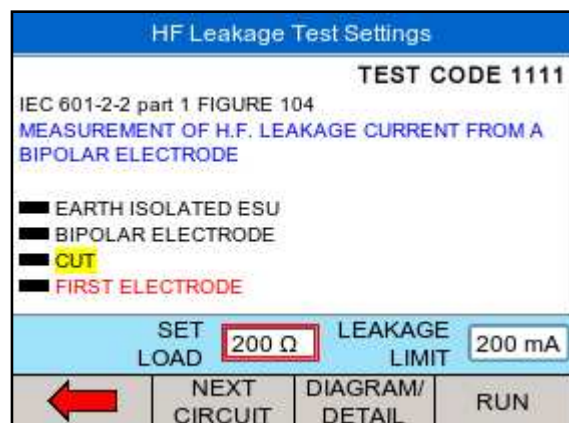 HF Leakage Test Settings
TEST CODE 1111
IEC 601-2-2 part 1 FIGURE 104
MEASUREMENT OF H.F. LEAKAGE CURRENT FROM A
BIPOLAR ELECTRODE
EARTH ISOLATED ESU
BIPOLAR ELECTRODE
CUT
FIRST ELECTRODE
SET
LOAD
200 Ω
LEAKAGE
LIMIT
200 mA
NEXT
CIRCUIT
DIAGRAM/
DETAIL
RUN